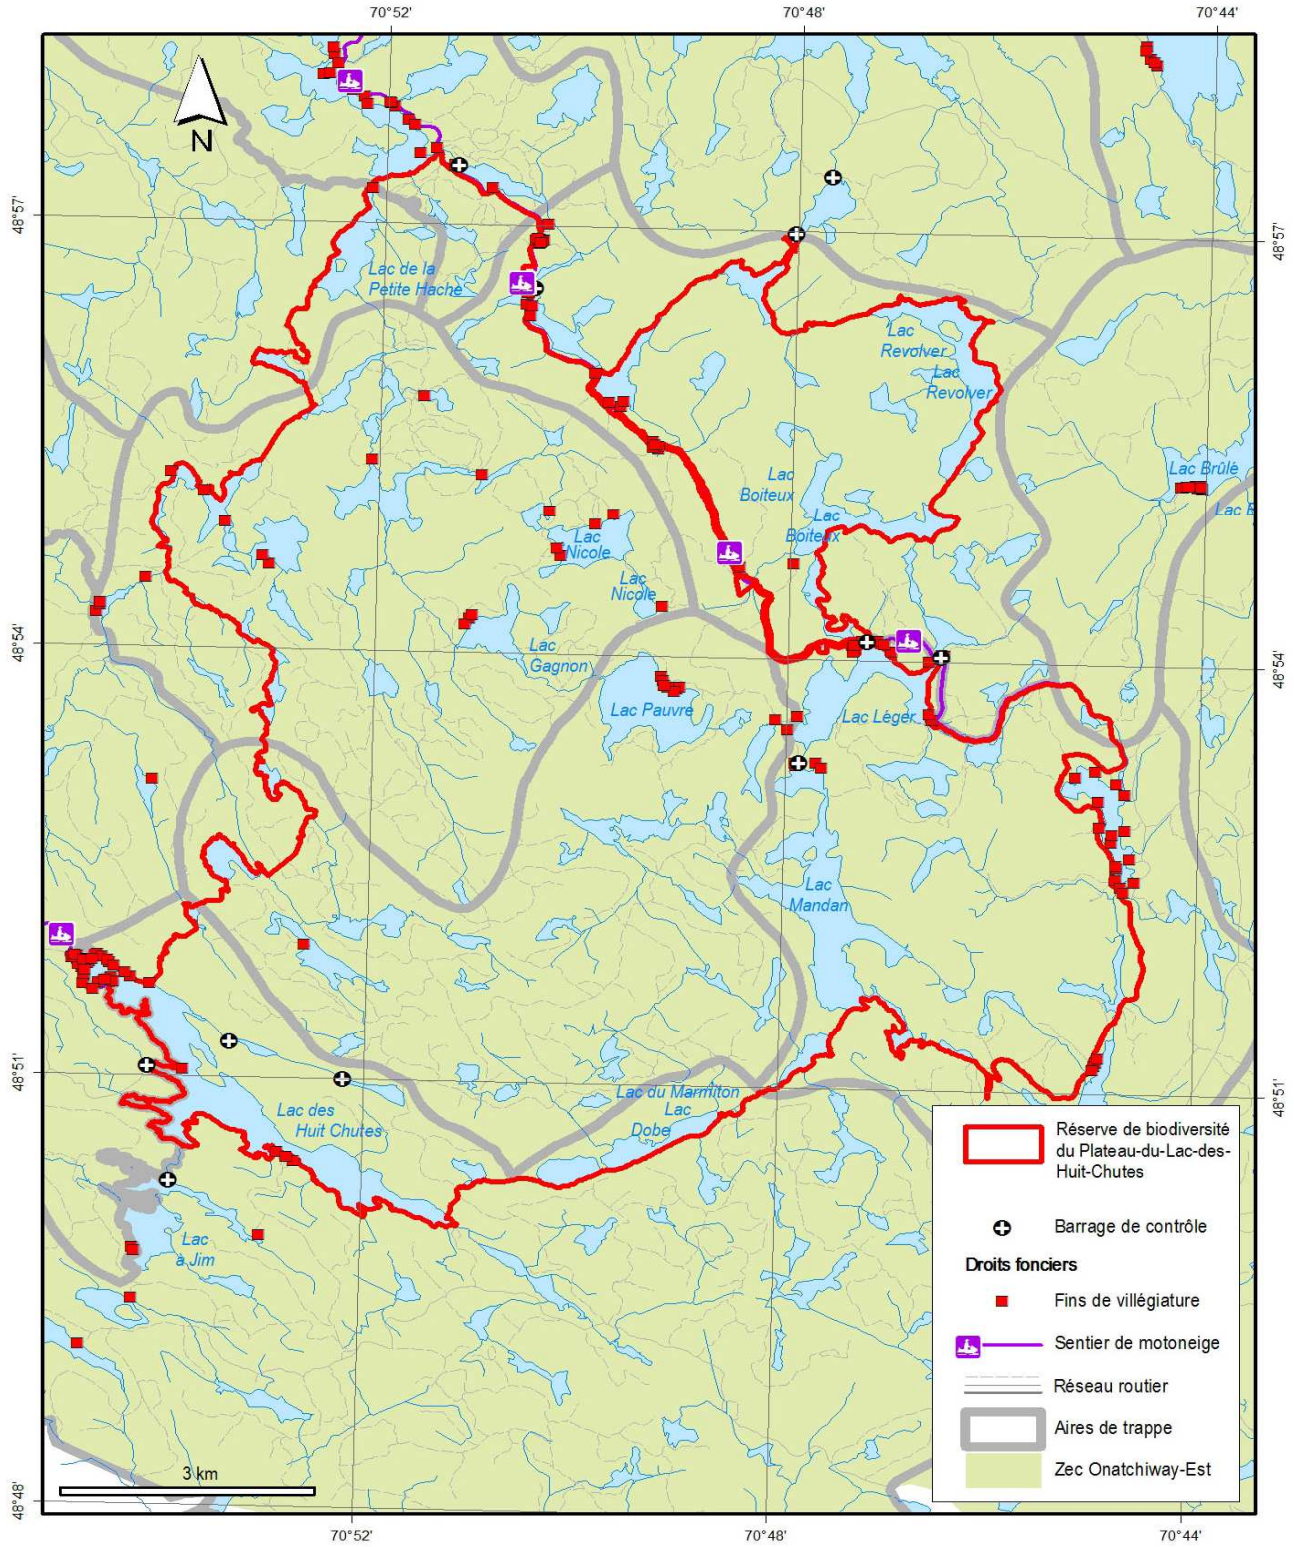 70°52'
70°48'
70°44'
N
48°57'
48°57'
Lac de la
Petite Hache
Lac
Revolver
Lac
Revolver
Lac Brûlé
Lac
Boiteux
Lac
Boiteux
Lac
Nicole
Lac
Nicole
48°54'
48°54'
Lac
Gagnon
Lac Pauvre
Lac Léger
Lac
Mandan
48°51'
48°51'
Lac du Marmiton
Lac
Dobe
Lac des
Huit Chutes
Lac
à Jim
Réserve de biodiversité
du Plateau-du-Lac-des-
Huit-Chutes
Barrage de contrôle
Droits fonciers
Fins de villégiature
Sentier de motoneige
Réseau routier
Aires de trappe
Zec Onatchiway-Est
3 km
48°48'
70°52'
70°48'
70°44'